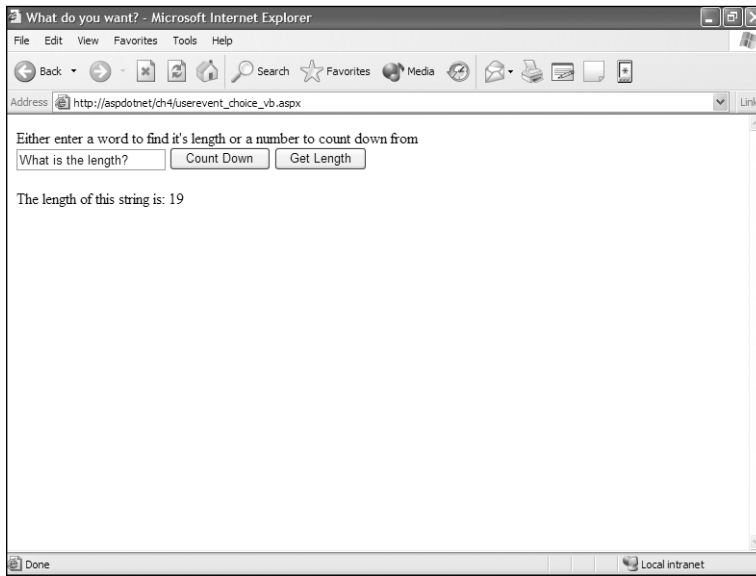 What do you want? - Microsoft Internet Explorer
File Edit View Favorites Tools Help
Back Search Favorites Media
Address http://aspdotnet/ch4/userevent_choice_vb.aspx Link
Either enter a word to find it's length or a number to count down from
What is the length? Count Down Get Length
The length of this string is: 19
Done Local intranet